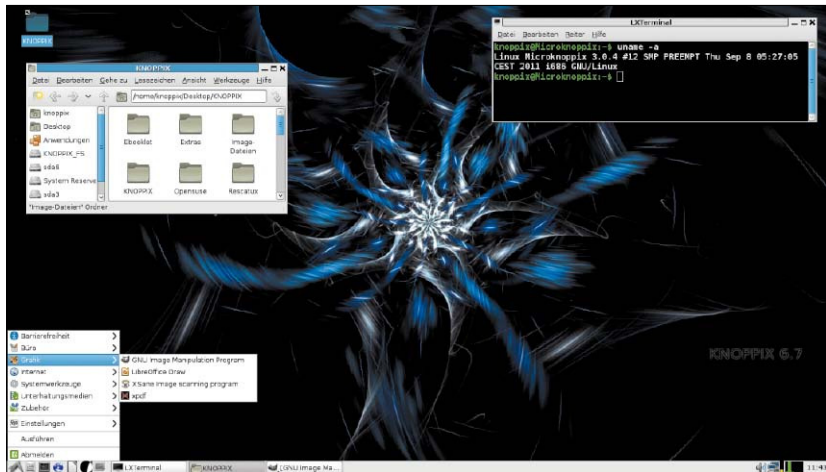 KNOPPIX
KNOPPIX
Datei Bearbeiten Gehe zu Lesezeichen Ansicht Werkzeuge Hilfe
/home/knoppix/Desktop/KNOPPIX
knoppix
Desktop
Anwendungen
KNOPPIX_FS
sda6
System Reserve
sda3
Ebooklet
Extras
Image-Dateien
KNOPPIX
Opensuse
Rescatux
"Image-Dateien" Ordner
LXTerminal
Datei Bearbeiten Reiter Hilfe
knoppix@Microknoppix:~$ uname -a
Linux Microknoppix 3.0.4 #12 SMP PREEMPT Thu Sep 8 05:27:05
CEST 2011 i686 GNU/Linux
knoppix@Microknoppix:~$
KNOPPIX 6.7
Barrierefreiheit
Büro
Grafik
Internet
Systemwerkzeuge
Unterhaltungsmedien
Zubehör
Einstellungen
Ausführen
Abmelden
GNU Image Manipulation Program
LibreOffice Draw
XSane Image scanning program
xpdf
LXTerminal
KNOPPIX
[GNU Image Ma...